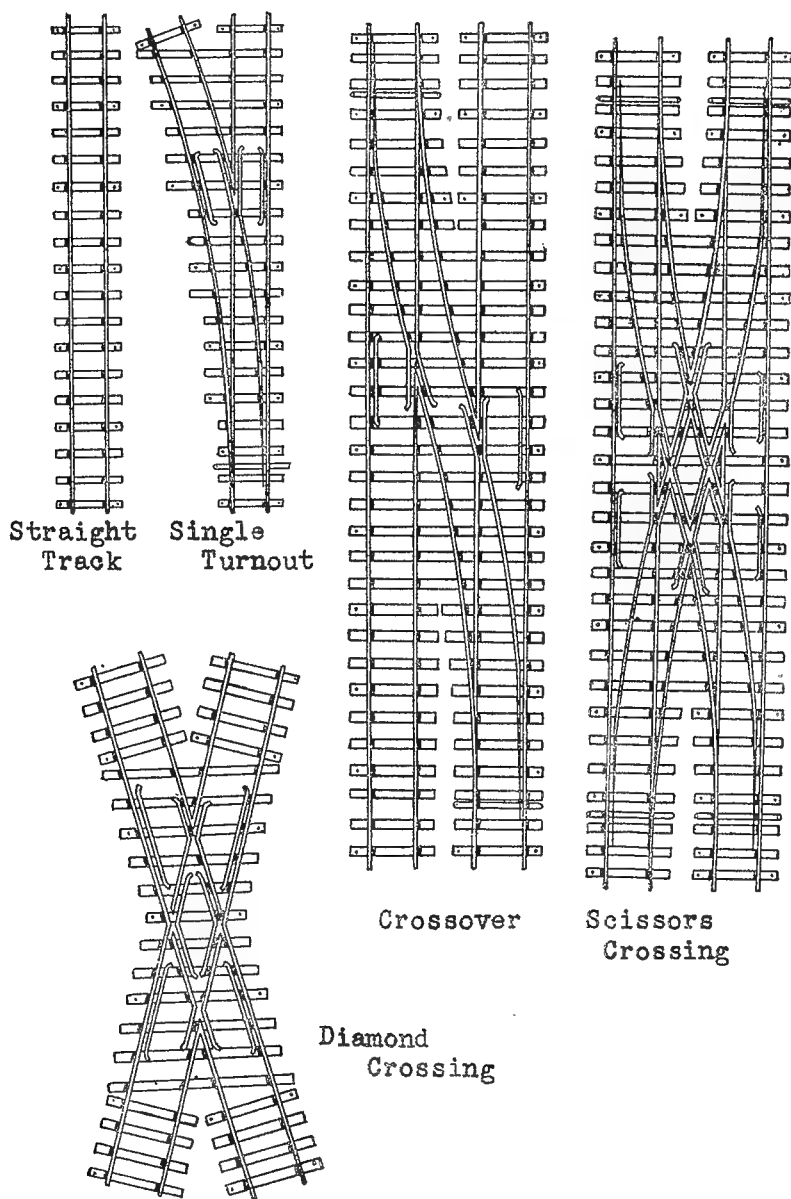 Straight
Track
Single
Turnout
Crossover
Scissors
Crossing
Diamond
Crossing